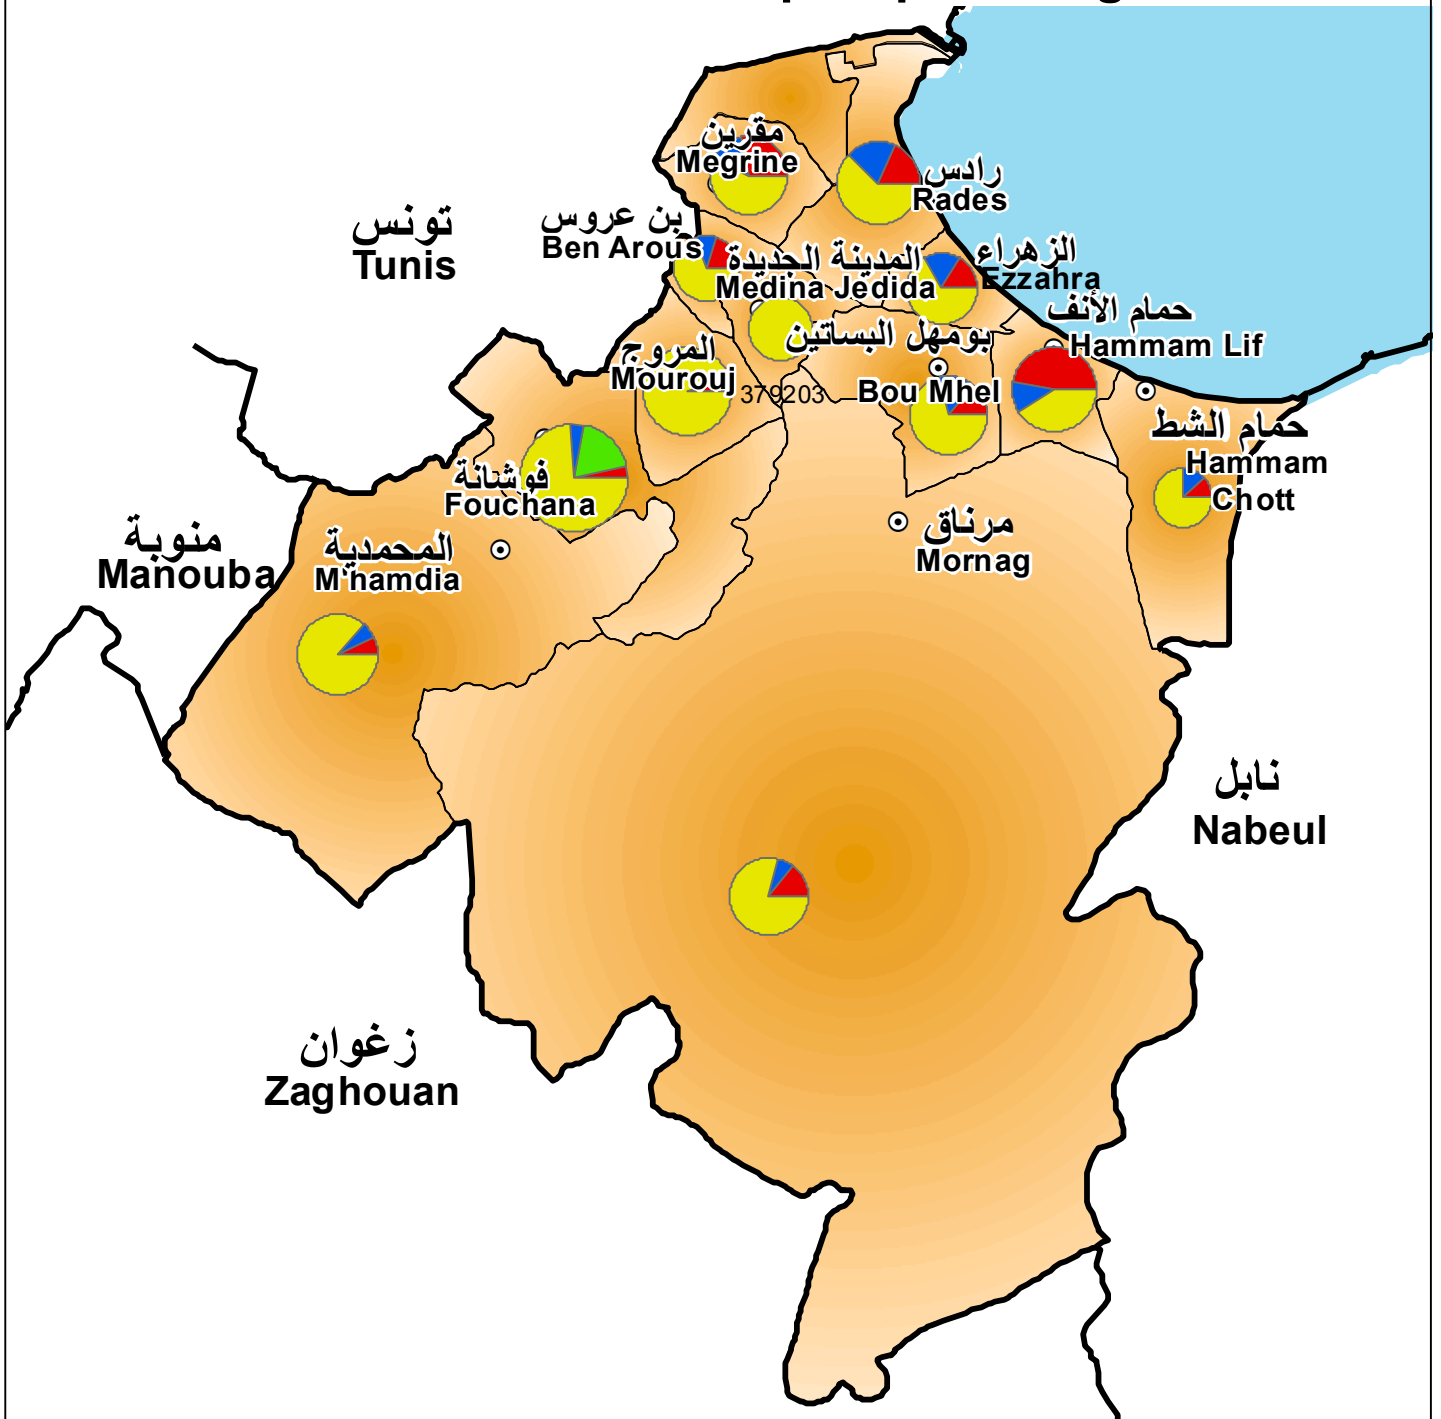 مقرين
Megrine
رادس
Rades
تونس
Tunis
بن عروس
Ben Arous
المدينة الجديدة
Medina Jedida
الزهراء
Ezzahra
حمام الأنف
Hammam Lif
بومهل البساتين
Bou Mhel
المروج
Mourouj
379203
حمام الشط
Hammam
Chott
فوشانة
Fouchana
مرناق
Mornag
منوبة
Manouba
المحمدية
M'hamdia
نابل
Nabeul
زغوان
Zaghouan